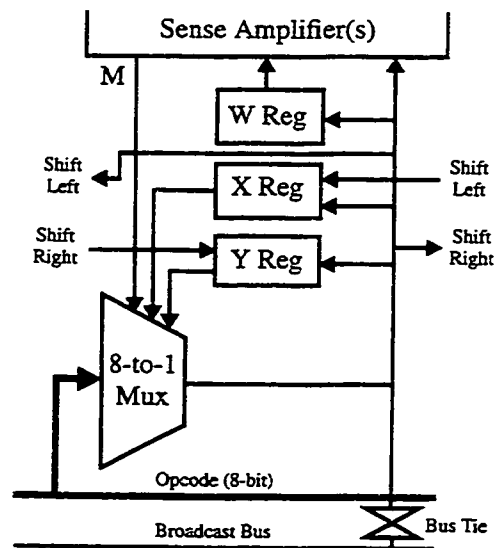 Sense Amplifier(s)
M
W Reg
Shift
Left
X Reg
Shift
Left
Shift
Right
Y Reg
Shift
Right
8-to-1
Mux
Opcode (8-bit)
Broadcast Bus
Bus Tie